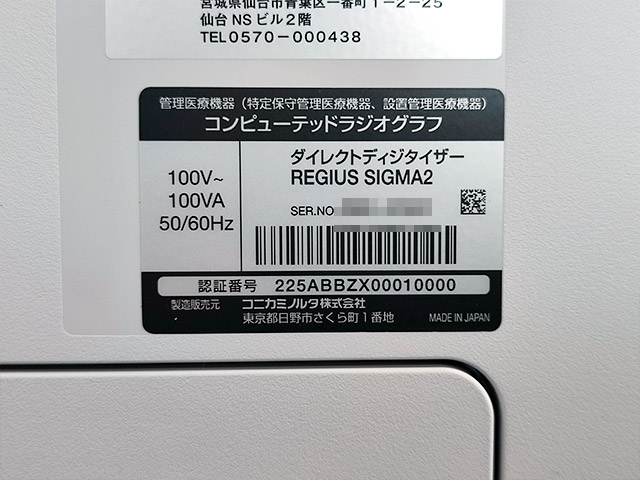 宮城県仙台市青葉区一番町1-2-25
仙台NSビル2階
TEL0570-000438
管理医療機器（特定保守管理医療機器、設置管理医療機器）
コンピューテッドラジオグラフ
100V~
100VA
50/60Hz
ダイレクトディジタイザー
REGIUS SIGMA2
SER.NO
認証番号 225ABBZX00010000
製造販売元 コニカミノルタ株式会社
東京都日野市さくら町1番地
MADE IN JAPAN